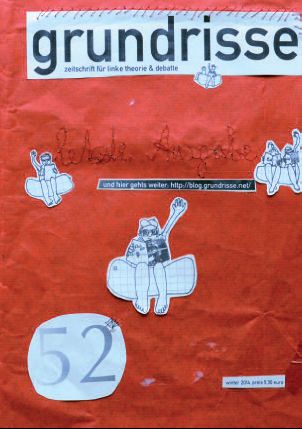 grundrisse
zeitschrift für linke theorie & debatte
letzte Ausgabe
und hier gehts weiter: http://blog.grundrisse.net/
52
winter 2014 preis 5,30 euro